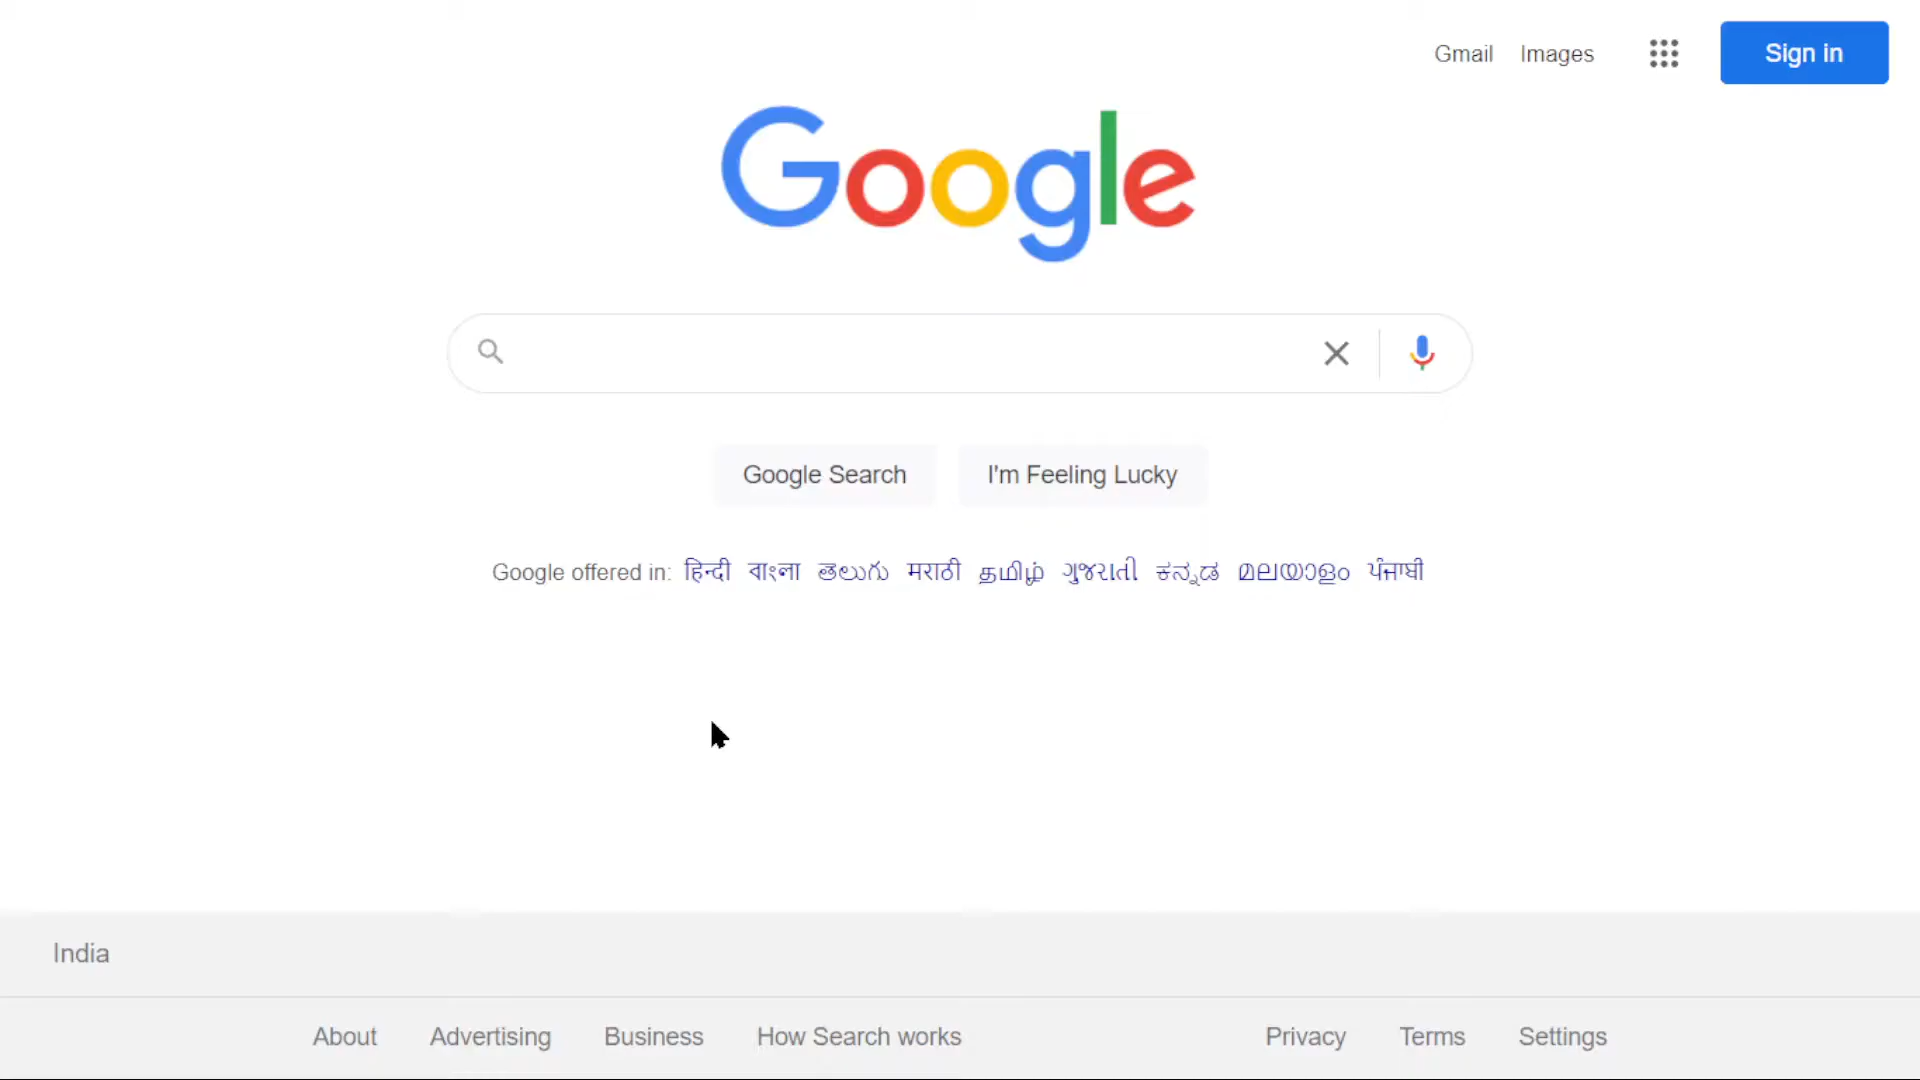 Gmail Images Sign in
Google
Google Search I'm Feeling Lucky
Google offered in: हिन्दी বাংলা తెలుగు मराठी தமிழ் ગુજરાતી ಕನ್ನಡ മലയാളം ਪੰਜਾਬੀ
India
About Advertising Business How Search works Privacy Terms Settings